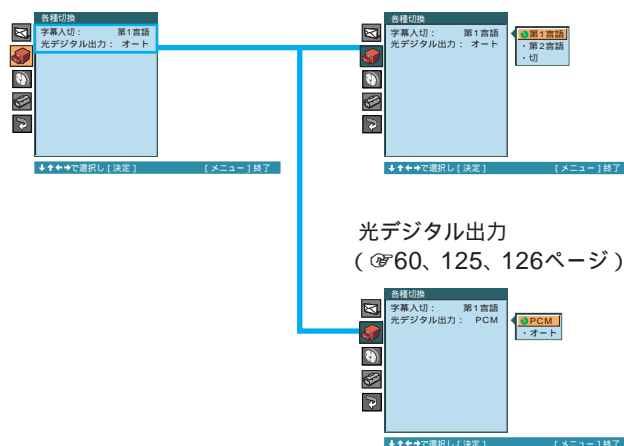 各種切換
字幕入切： 第1言語
光デジタル出力： オート
↓↑←→で選択し［決定］ ［メニュー］終了
各種切換
字幕入切： 第1言語
光デジタル出力： オート
第1言語
・第2言語
・切
↓↑←→で選択し［決定］ ［メニュー］終了
光デジタル出力
（☞60、125、126ページ）
各種切換
字幕入切： 第1言語
光デジタル出力： PCM
PCM
・オート
↓↑←→で選択し［決定］ ［メニュー］終了